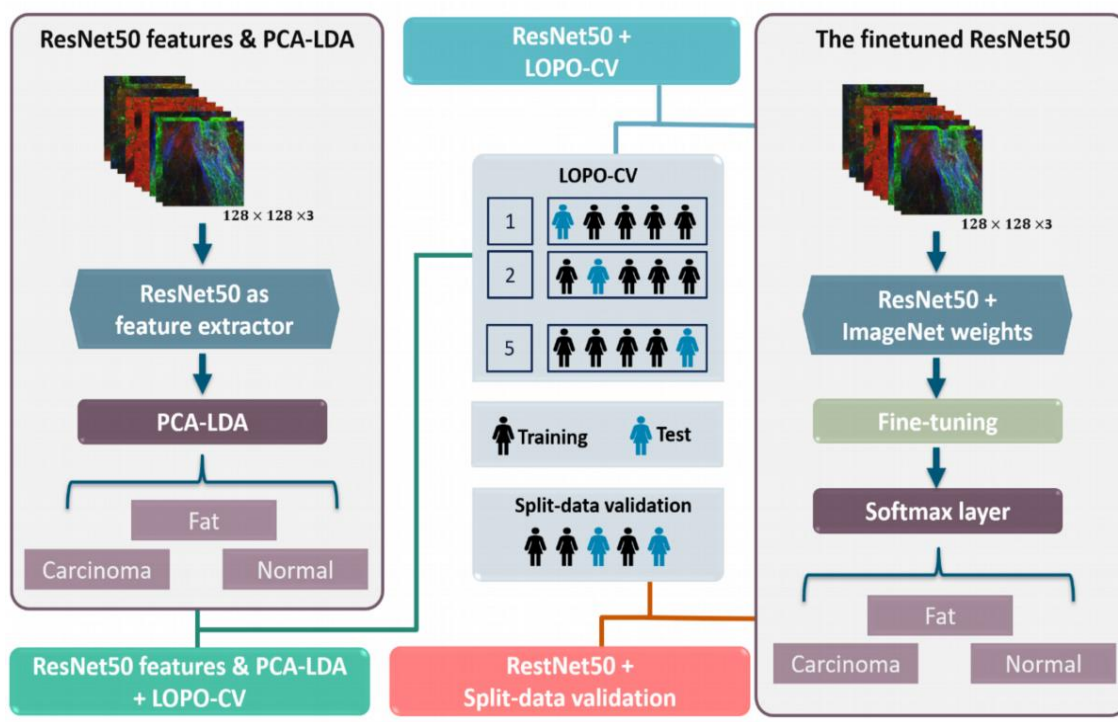 ResNet50 features & PCA-LDA
128 × 128 ×3
ResNet50 as
feature extractor
PCA-LDA
Fat
Carcinoma
Normal
ResNet50 features & PCA-LDA
+ LOPO-CV
ResNet50 +
LOPO-CV
LOPO-CV
1
2
5
Training
Test
Split-data validation
RestNet50 +
Split-data validation
The finetuned ResNet50
128 × 128 ×3
ResNet50 +
ImageNet weights
Fine-tuning
Softmax layer
Fat
Carcinoma
Normal